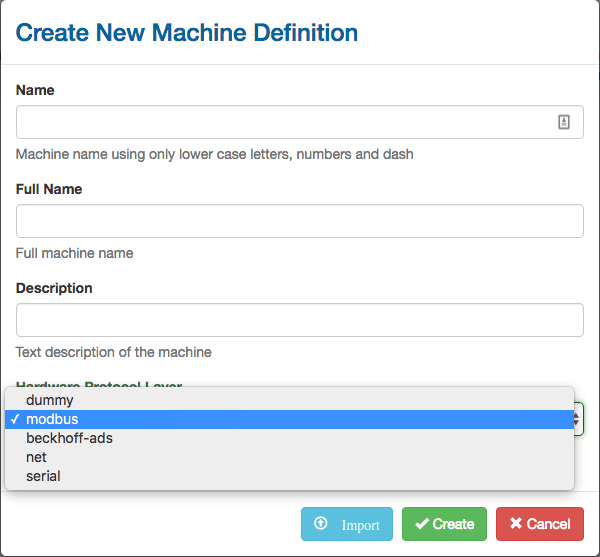 Create New Machine Definition
Name
Machine name using only lower case letters, numbers and dash
Full Name
Full machine name
Description
Text description of the machine
Hardware Protocol Layer
dummy
✓ modbus
beckhoff-ads
net
serial
Import
Create
Cancel